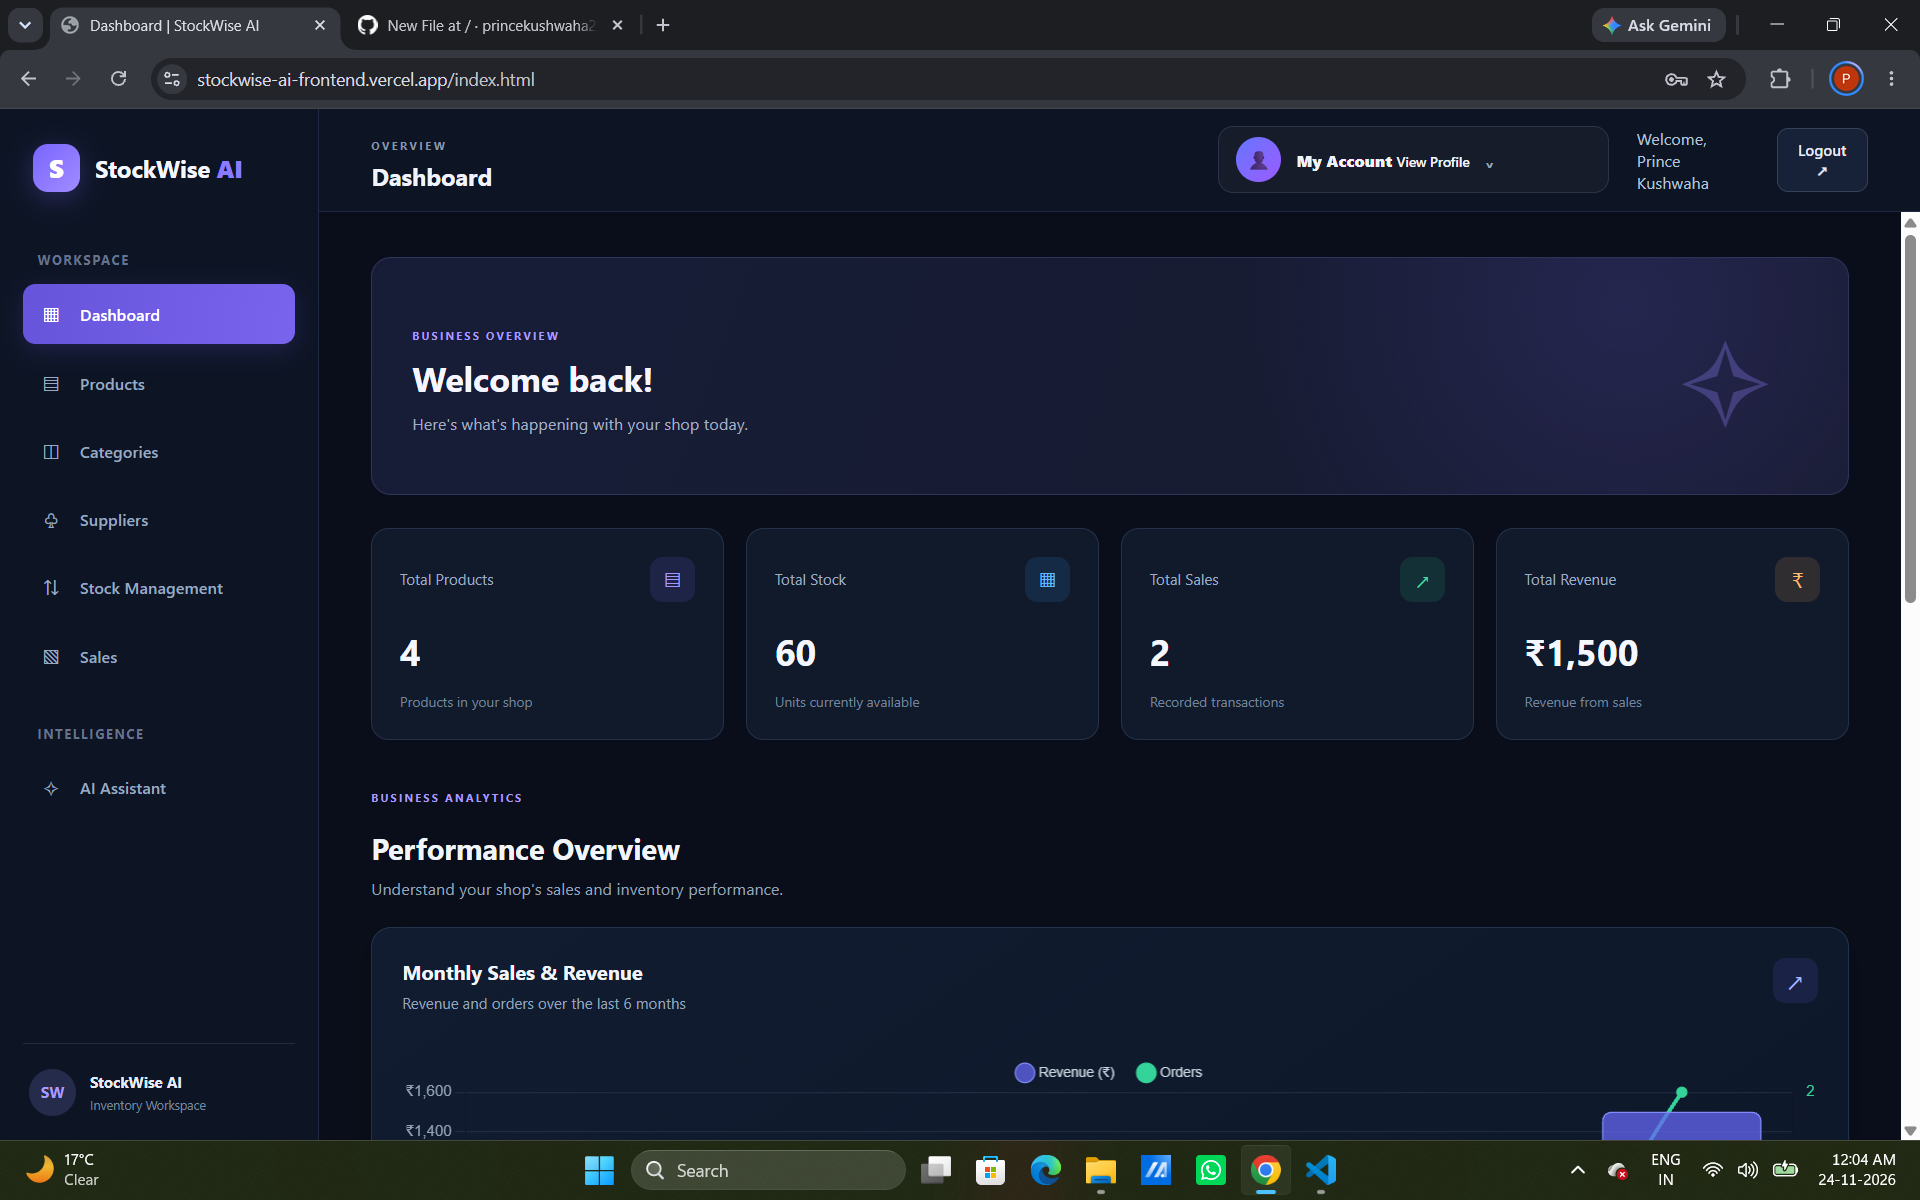 Dashboard | StockWise AI
New File at / · princekushwaha2
Ask Gemini
stockwise-ai-frontend.vercel.app/index.html
P
S
StockWise AI
WORKSPACE
Dashboard
Products
Categories
Suppliers
Stock Management
Sales
INTELLIGENCE
AI Assistant
SW
StockWise AI
Inventory Workspace
OVERVIEW
Dashboard
My Account View Profile
Welcome,
Prince
Kushwaha
Logout
↗
BUSINESS OVERVIEW
Welcome back!
Here's what's happening with your shop today.
Total Products
4
Products in your shop
Total Stock
60
Units currently available
Total Sales
↗
2
Recorded transactions
Total Revenue
₹
₹1,500
Revenue from sales
BUSINESS ANALYTICS
Performance Overview
Understand your shop's sales and inventory performance.
Monthly Sales & Revenue
Revenue and orders over the last 6 months
↗
Revenue (₹)
Orders
₹1,600
2
₹1,400
17°C
Clear
Search
ENG
IN
12:04 AM
24-11-2026